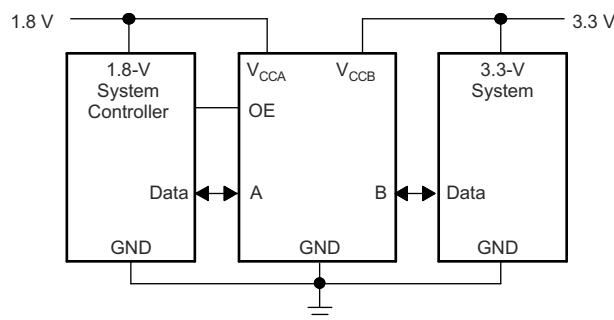 1.8 V
3.3 V
1.8-V
System
Controller
V_CCA
V_CCB
3.3-V
System
OE
Data
A
B
Data
GND
GND
GND